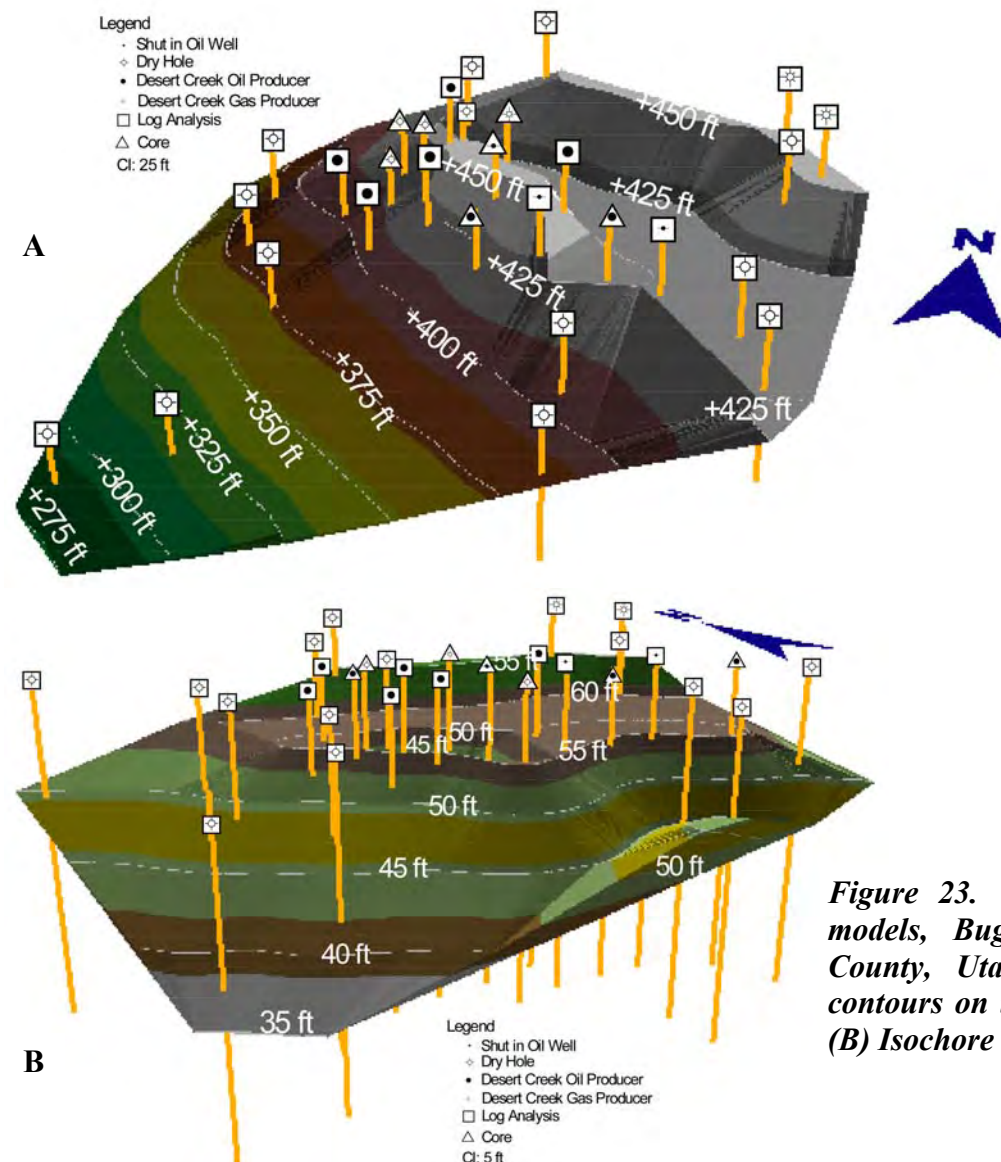 Legend
Shut in Oil Well
Dry Hole
Desert Creek Oil Producer
Desert Creek Gas Producer
Log Analysis
Core
CI: 25 ft
A
N
+450 ft
+450 ft
+425 ft
+425 ft
+400 ft
+375 ft
+425 ft
+350 ft
+325 ft
+300 ft
+275 ft
55 ft
60 ft
50 ft
45 ft
55 ft
50 ft
45 ft
50 ft
40 ft
35 ft
B
Legend
Shut in Oil Well
Dry Hole
Desert Creek Oil Producer
Desert Creek Gas Producer
Log Analysis
Core
CI: 5 ft
Figure 23.
models, Bug
County, Uta
contours on
(B) Isochore